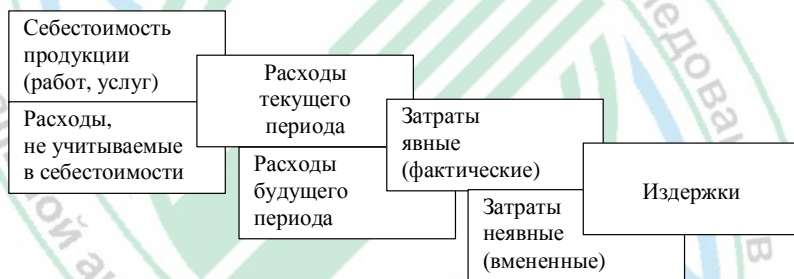 Себестоимость
продукции
(работ, услуг)
Расходы,
не учитываемые
в себестоимости
Расходы
текущего
периода
Расходы
будущего
периода
Затраты
явные
(фактические)
Затраты
неявные
(вмененные)
Издержки